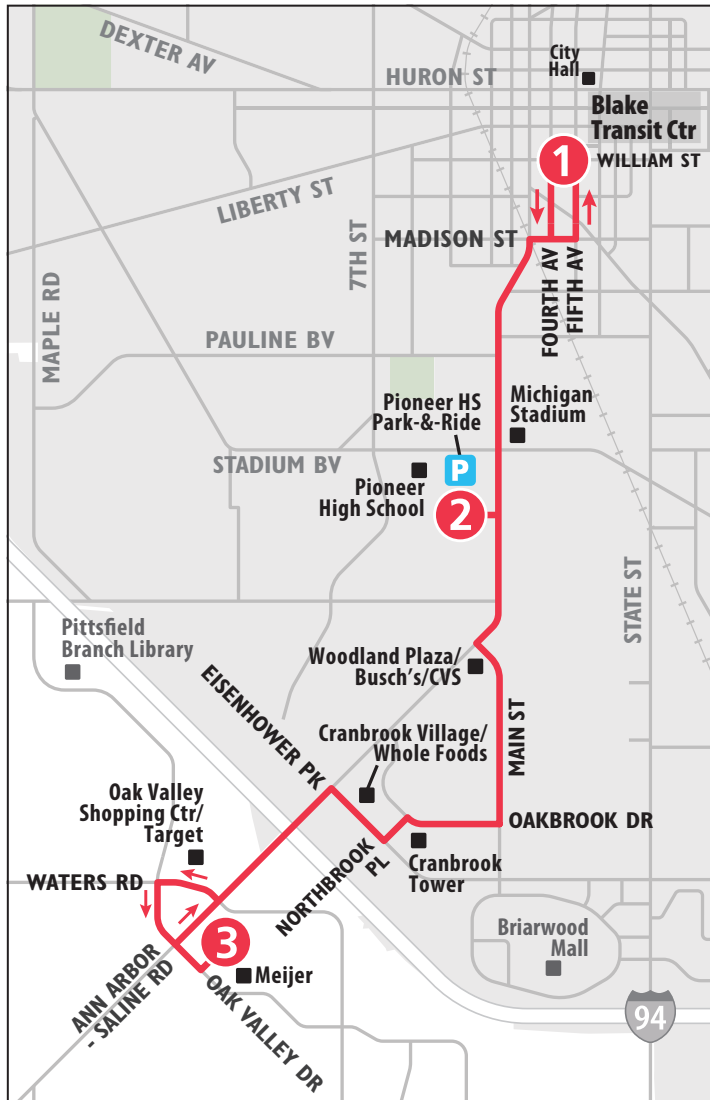 DEXTER AV
HURON ST
City
Hall
Blake
Transit Ctr
1
WILLIAM ST
LIBERTY ST
7TH ST
MADISON ST
FOURTH AV
FIFTH AV
MAPLE RD
PAULINE BV
Pioneer HS
Park-&-Ride
Michigan
Stadium
P
STADIUM BV
Pioneer
High School
2
STATE ST
Pittsfield
Branch Library
Woodland Plaza/
Busch's/CVS
EISENHOWER PK
MAIN ST
Cranbrook Village/
Whole Foods
Oak Valley
Shopping Ctr/
Target
OAKBROOK DR
NORTHBROOK
PL
Cranbrook
Tower
WATERS RD
3
Briarwood
Mall
Meijer
ANN ARBOR
- SALINE RD
OAK VALLEY DR
94